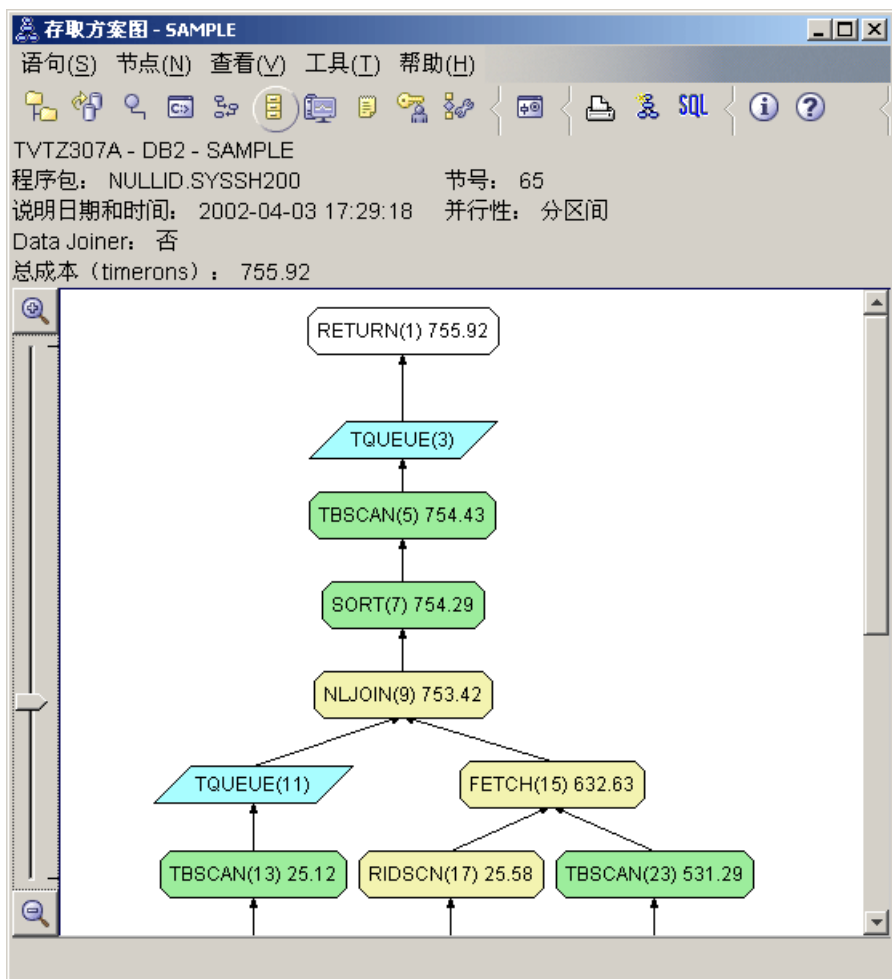 存取方案图 - SAMPLE
语句(S) 节点(N) 查看(V) 工具(T) 帮助(H)
SQL
TVTZ307A - DB2 - SAMPLE
程序包： NULLID.SYSSH200 节号： 65
说明日期和时间： 2002-04-03 17:29:18 并行性： 分区间
Data Joiner： 否
总成本（timerons）： 755.92
RETURN(1) 755.92
TQUEUE(3)
TBSCAN(5) 754.43
SORT(7) 754.29
NLJOIN(9) 753.42
TQUEUE(11) FETCH(15) 632.63
TBSCAN(13) 25.12 RIDSCN(17) 25.58 TBSCAN(23) 531.29